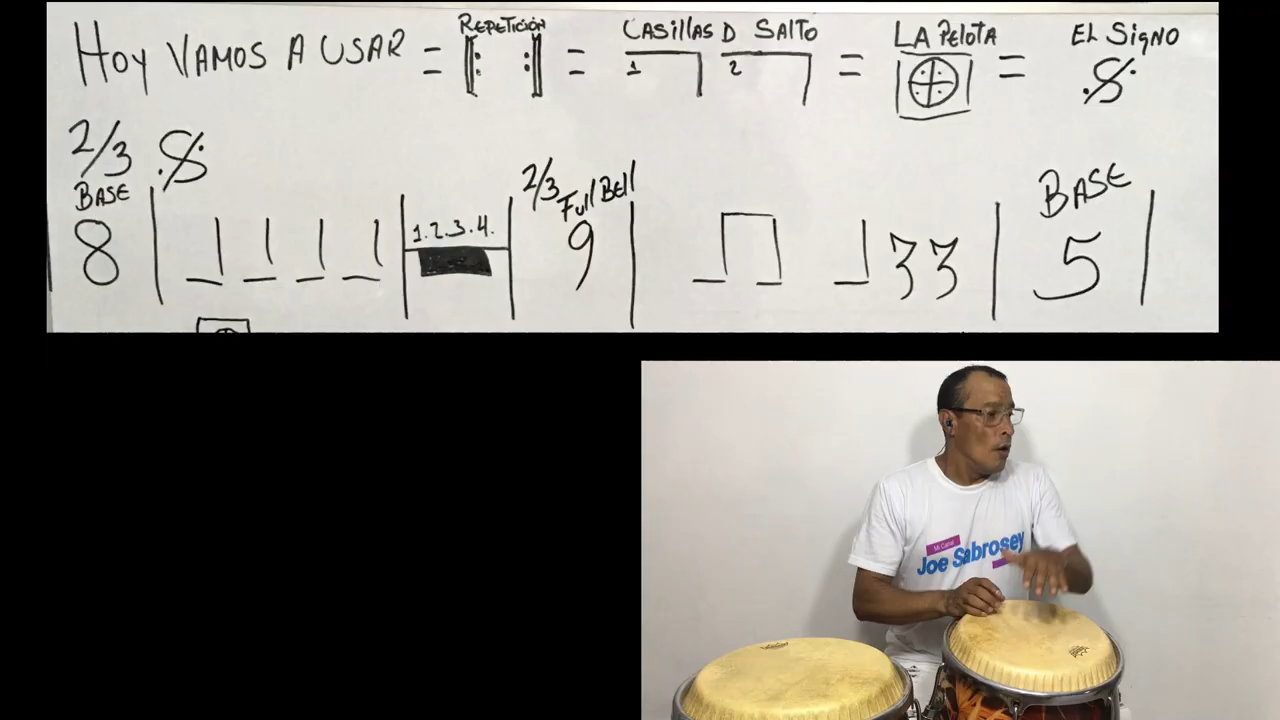 HOY VAMOS A USAR = REPETICIÓN = CASILLAS D SALTO = LA PELOTA = EL SIGNO
1 2
2/3
BASE
8
1.2.3.4.
2/3
Full Bell
9
33
BASE
5
Mi Canal
Joe Sabrosey